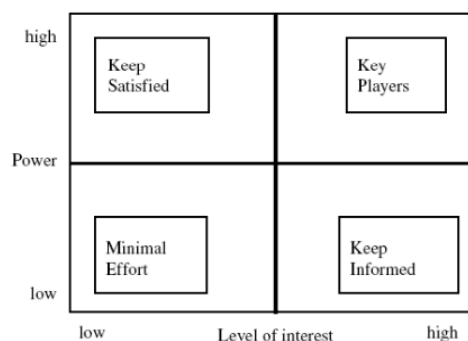 high
Keep
Satisfied
Key
Players
Power
Minimal
Effort
Keep
Informed
low
low
Level of interest
high